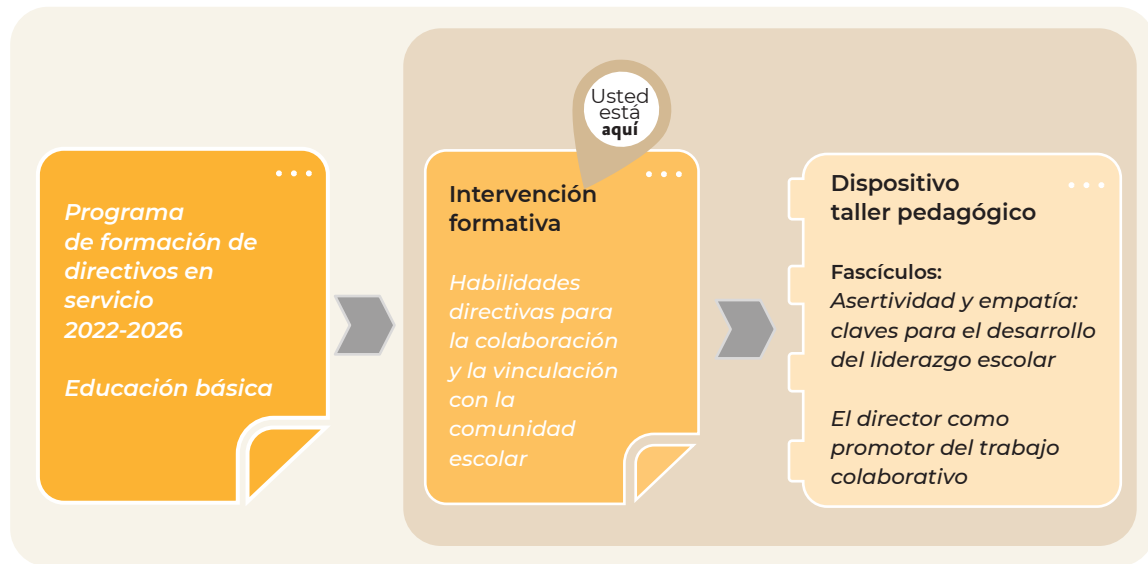 Usted
está
aquí
Programa
de formación de
directivos en
servicio
2022-2026
Educación básica
Intervención
formativa
Habilidades
directivas para
la colaboración
y la vinculación
con la
comunidad
escolar
Dispositivo
taller pedagógico
Fascículos:
Asertividad y empatía:
claves para el desarrollo
del liderazgo escolar
El director como
promotor del trabajo
colaborativo